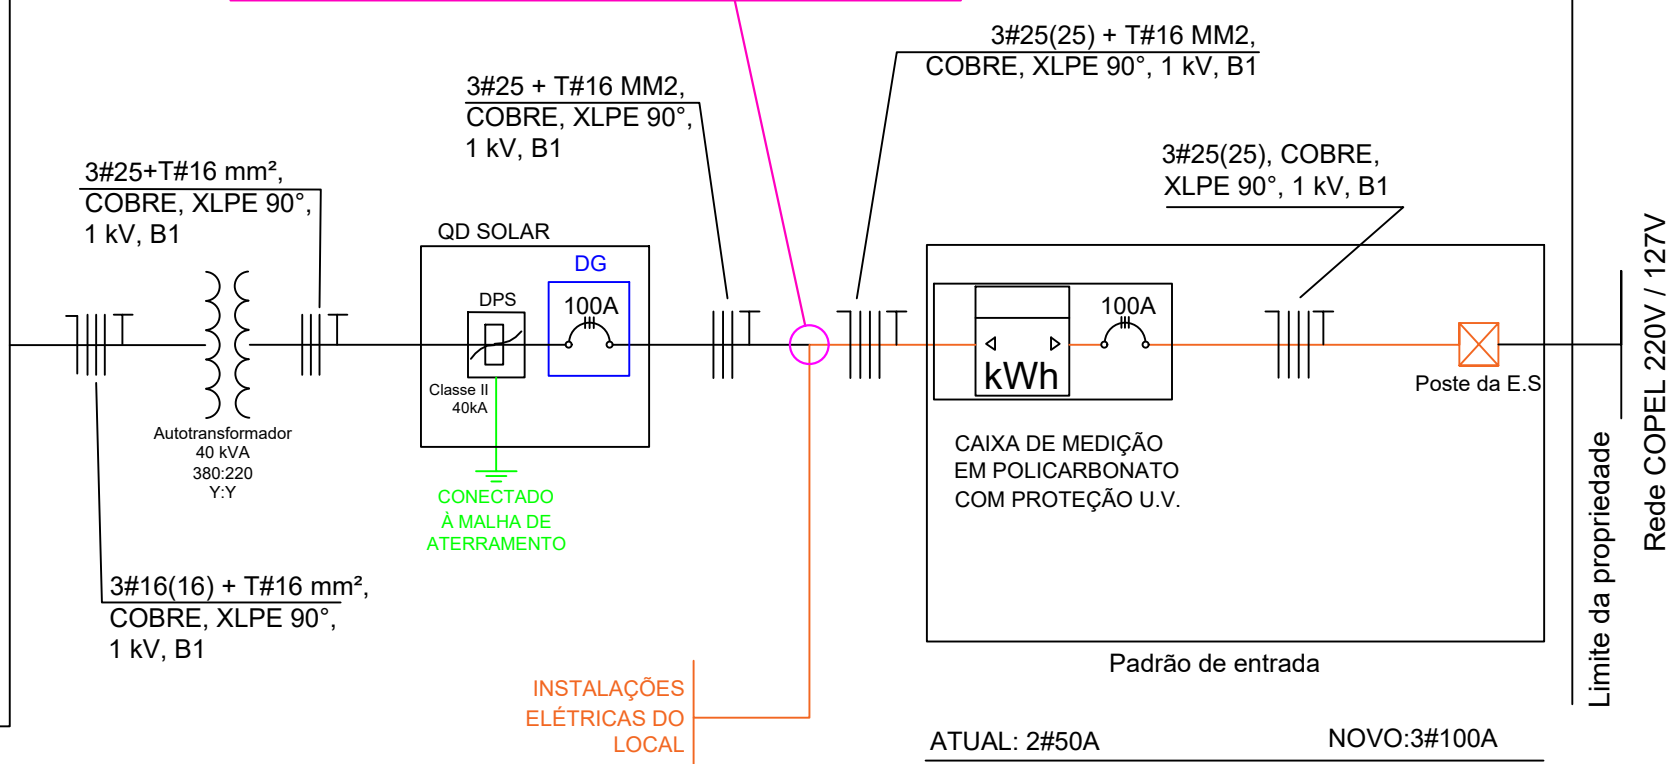 3#25(25) + T#16 MM2,
COBRE, XLPE 90°, 1 kV, B1
3#25 + T#16 MM2,
COBRE, XLPE 90°,
1 kV, B1
3#25(25), COBRE,
XLPE 90°, 1 kV, B1
3#25+T#16 mm²,
COBRE, XLPE 90°,
1 kV, B1
QD SOLAR
DG
DPS
100A
Classe II
40kA
100A
kWh
Poste da E.S
Autotransformador
40 kVA
380:220
Y:Y
CONECTADO
À MALHA DE
ATERRAMENTO
CAIXA DE MEDIÇÃO
EM POLICARBONATO
COM PROTEÇÃO U.V.
3#16(16) + T#16 mm²,
COBRE, XLPE 90°,
1 kV, B1
Padrão de entrada
INSTALAÇÕES
ELÉTRICAS DO
LOCAL
ATUAL: 2#50A
NOVO:3#100A
Limite da propriedade
Rede COPEL 220V / 127V